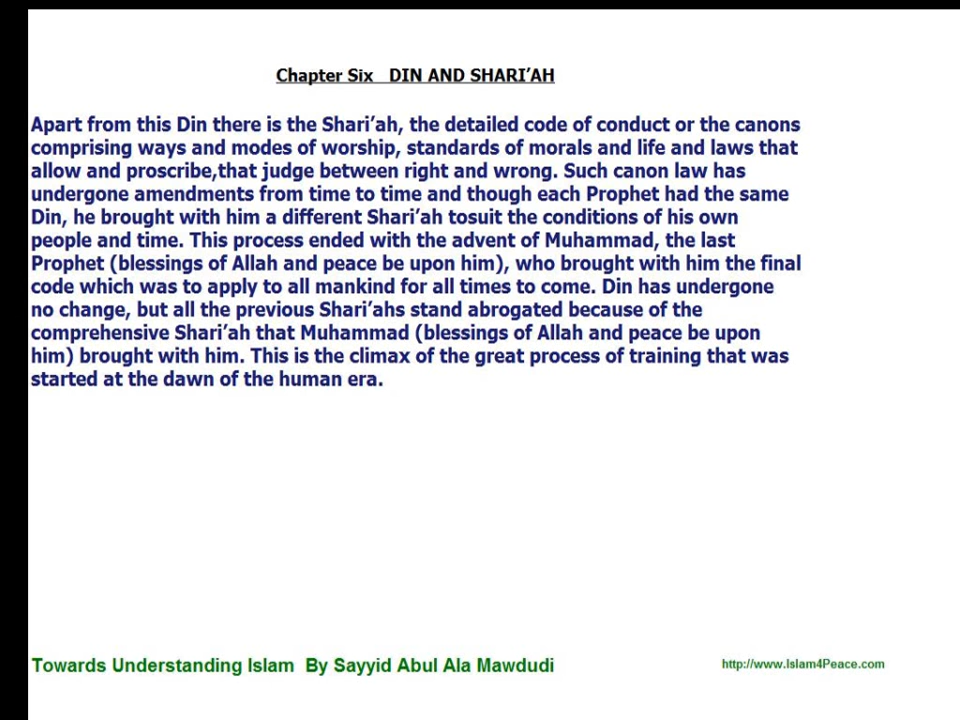 Chapter Six   DIN AND SHARI’AH
Apart from this Din there is the Shari’ah, the detailed code of conduct or the canons
comprising ways and modes of worship, standards of morals and life and laws that
allow and proscribe,that judge between right and wrong. Such canon law has
undergone amendments from time to time and though each Prophet had the same
Din, he brought with him a different Shari’ah tosuit the conditions of his own
people and time. This process ended with the advent of Muhammad, the last
Prophet (blessings of Allah and peace be upon him), who brought with him the final
code which was to apply to all mankind for all times to come. Din has undergone
no change, but all the previous Shari’ahs stand abrogated because of the
comprehensive Shari’ah that Muhammad (blessings of Allah and peace be upon
him) brought with him. This is the climax of the great process of training that was
started at the dawn of the human era.
Towards Understanding Islam  By Sayyid Abul Ala Mawdudi
http://www.Islam4Peace.com